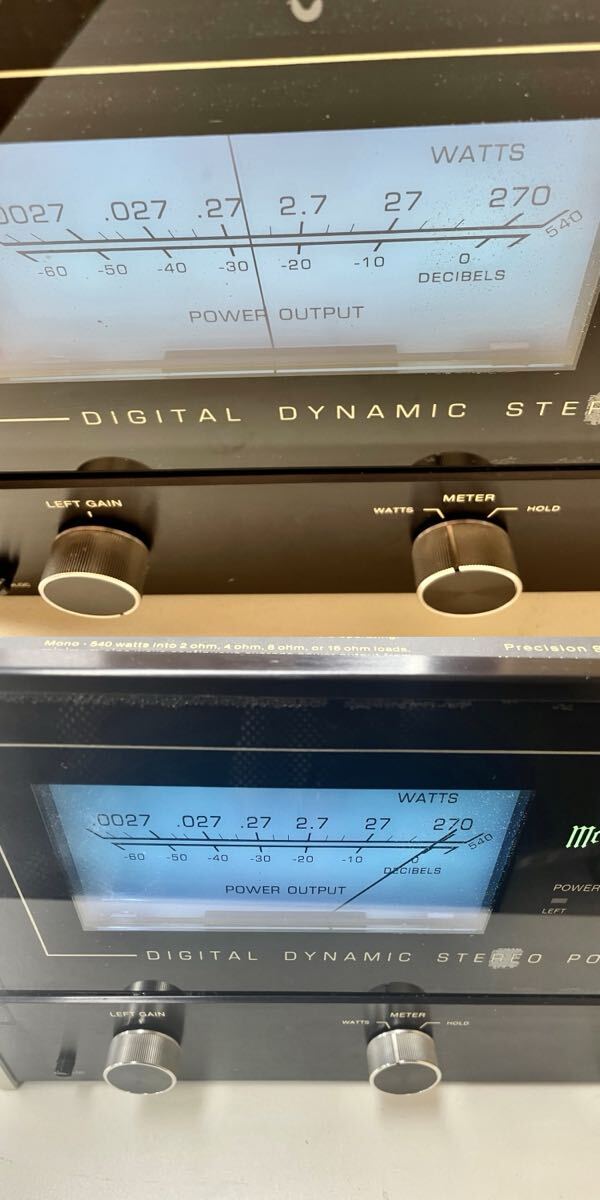 WATTS
.027 .27 2.7 27 270
540
-60 -50 -40 -30 -20 -10 0
DECIBELS
POWER OUTPUT
DIGITAL DYNAMIC
LEFT GAIN
METER
WATTS HOLD
Mono - 540 watts into 2 ohm, 4 ohm, 8 ohm, or 16 ohm loads.
Precision
WATTS
.0027 .027 .27 2.7 27 270
540
-60 -50 -40 -30 -20 -10 0
DECIBELS
POWER OUTPUT
POWER
LEFT
DIGITAL DYNAMIC STEREO
LEFT GAIN
METER
WATTS HOLD